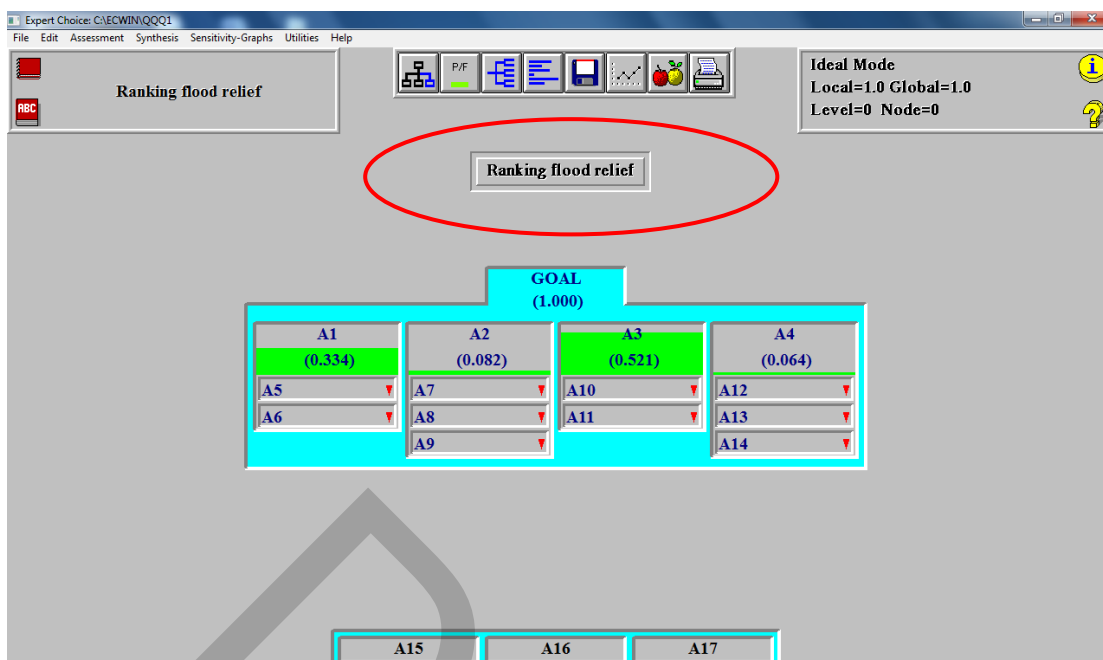 Expert Choice: C:\ECWIN\QQQ1
File Edit Assessment Synthesis Sensitivity-Graphs Utilities Help
ABC
Ranking flood relief
P/F
Ideal Mode
Local=1.0 Global=1.0
Level=0 Node=0
i
?
Ranking flood relief
GOAL
(1.000)
A1 A2 A3 A4
(0.334) (0.082) (0.521) (0.064)
A5 A7 A10 A12
A6 A8 A11 A13
A9 A14
A15 A16 A17